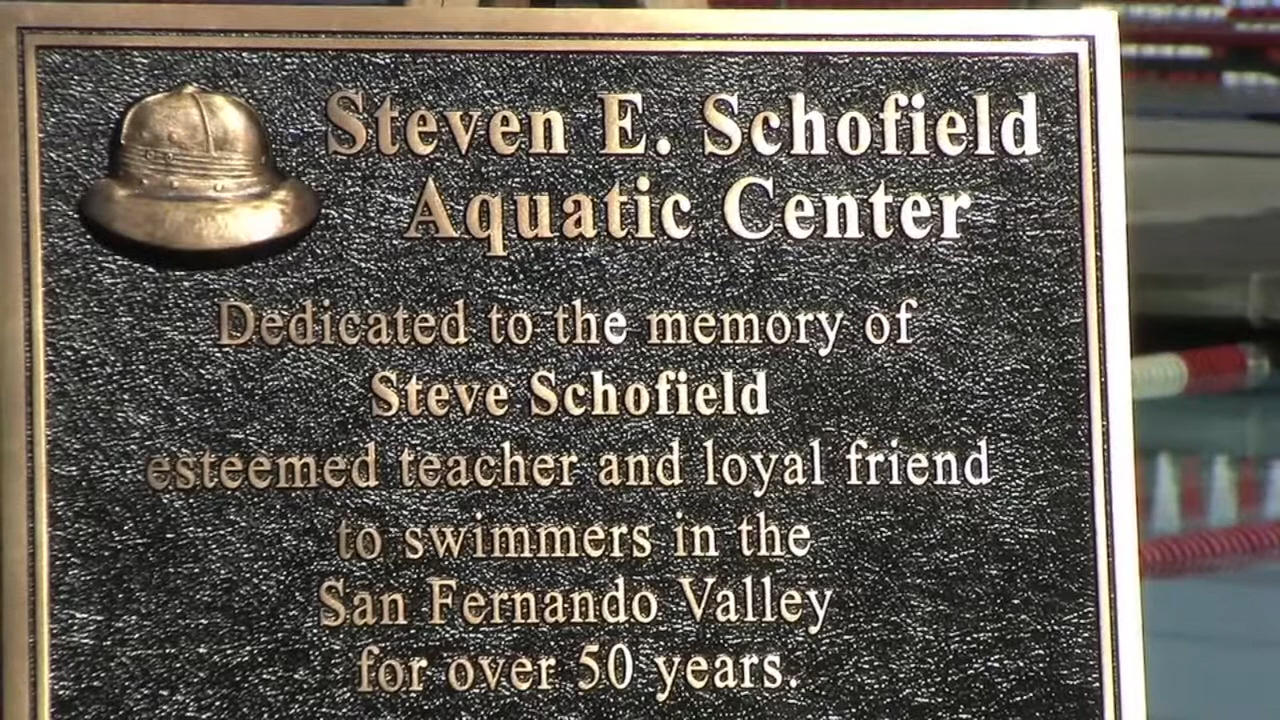 Steven E. Schofield
Aquatic Center
Dedicated to the memory of
Steve Schofield
esteemed teacher and loyal friend
to swimmers in the
San Fernando Valley
for over 50 years.